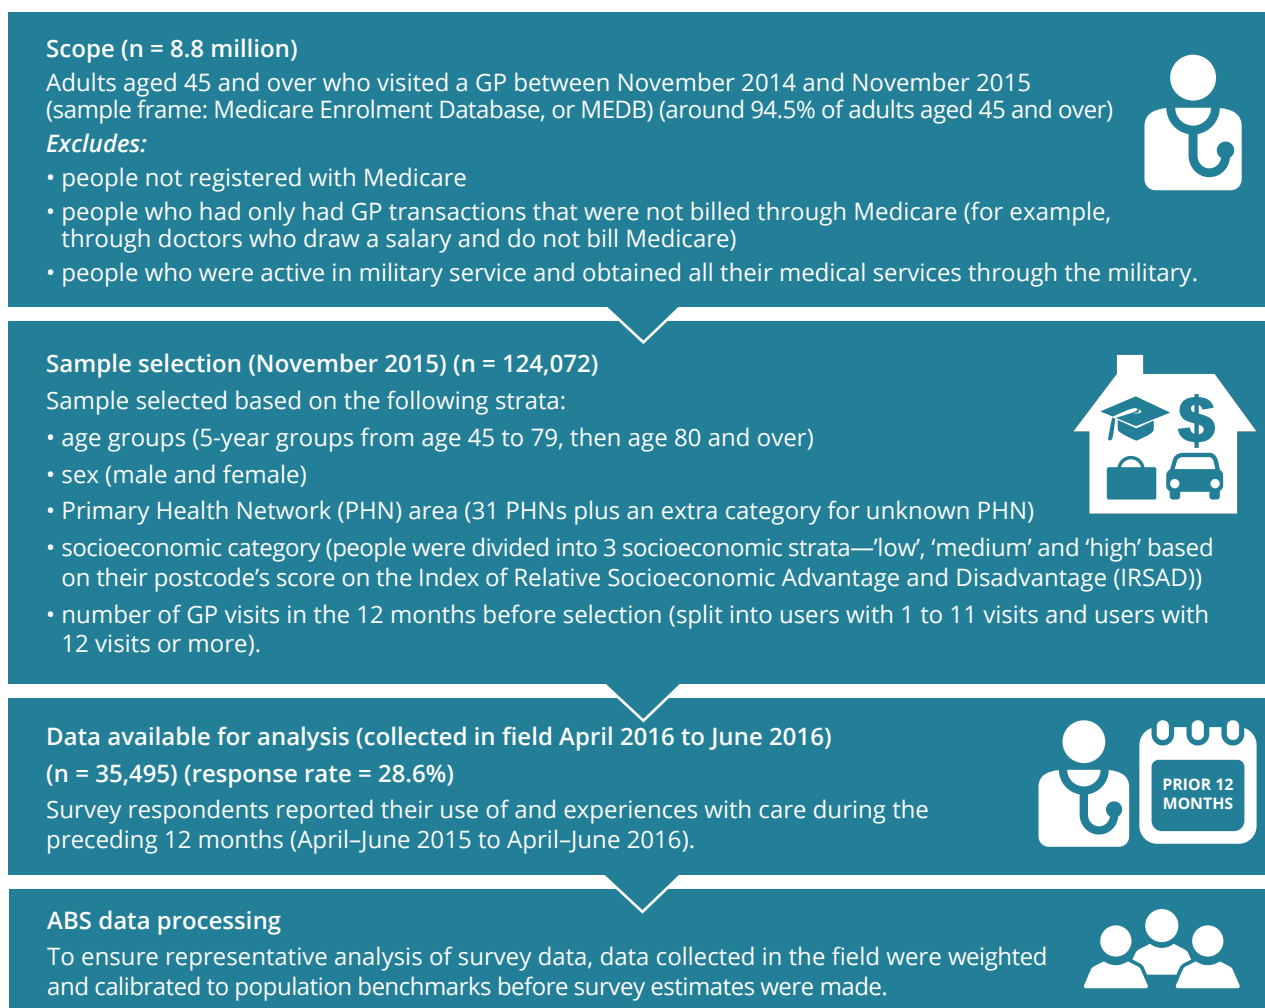 Scope (n = 8.8 million)
Adults aged 45 and over who visited a GP between November 2014 and November 2015
(sample frame: Medicare Enrolment Database, or MEDB) (around 94.5% of adults aged 45 and over)
Excludes:
• people not registered with Medicare
• people who had only had GP transactions that were not billed through Medicare (for example,
through doctors who draw a salary and do not bill Medicare)
• people who were active in military service and obtained all their medical services through the military.
Sample selection (November 2015) (n = 124,072)
Sample selected based on the following strata:
• age groups (5-year groups from age 45 to 79, then age 80 and over)
• sex (male and female)
• Primary Health Network (PHN) area (31 PHNs plus an extra category for unknown PHN)
• socioeconomic category (people were divided into 3 socioeconomic strata—’low’, ‘medium’ and ‘high’ based
on their postcode’s score on the Index of Relative Socioeconomic Advantage and Disadvantage (IRSAD))
• number of GP visits in the 12 months before selection (split into users with 1 to 11 visits and users with
12 visits or more).
$
Data available for analysis (collected in field April 2016 to June 2016)
(n = 35,495) (response rate = 28.6%)
Survey respondents reported their use of and experiences with care during the
preceding 12 months (April–June 2015 to April–June 2016).
PRIOR 12
MONTHS
ABS data processing
To ensure representative analysis of survey data, data collected in the field were weighted
and calibrated to population benchmarks before survey estimates were made.